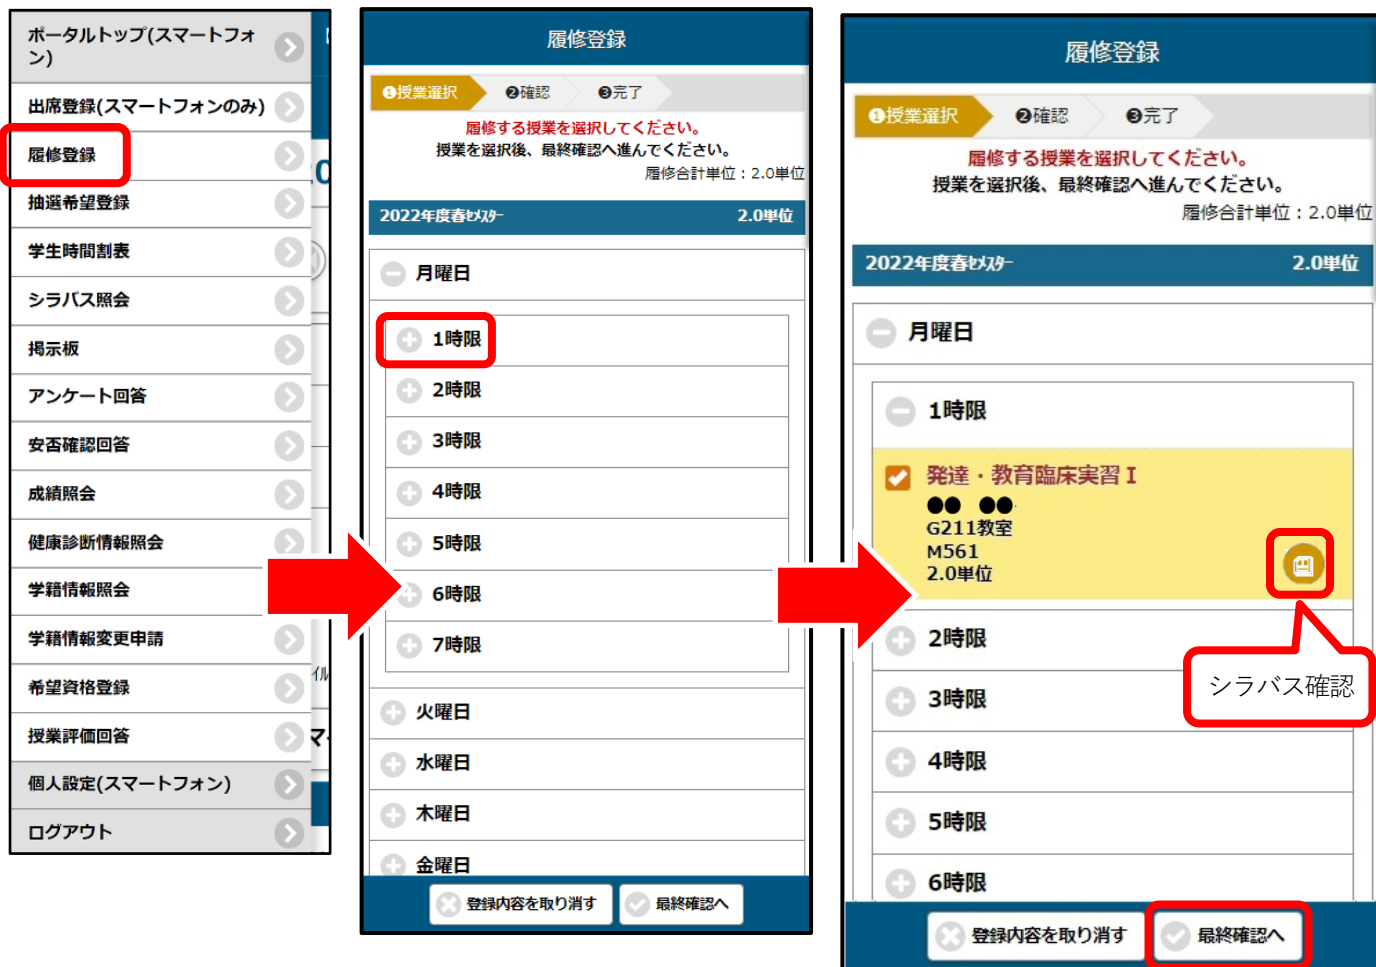 ポータルトップ(スマートフォ
ン)
出席登録(スマートフォンのみ)
履修登録
抽選希望登録
学生時間割表
シラバス照会
掲示板
アンケート回答
安否確認回答
成績照会
健康診断情報照会
学籍情報照会
学籍情報変更申請
希望資格登録
授業評価回答
個人設定(スマートフォン)
ログアウト
履修登録
❶授業選択
❷確認
❸完了
履修する授業を選択してください。
授業を選択後、最終確認へ進んでください。
履修合計単位：2.0単位
2022年度春ｾﾒｽﾀｰ 2.0単位
月曜日
1時限
2時限
3時限
4時限
5時限
6時限
7時限
火曜日
水曜日
木曜日
金曜日
登録内容を取り消す
最終確認へ
履修登録
❶授業選択
❷確認
❸完了
履修する授業を選択してください。
授業を選択後、最終確認へ進んでください。
履修合計単位：2.0単位
2022年度春ｾﾒｽﾀｰ 2.0単位
月曜日
1時限
発達・教育臨床実習Ⅰ
●● ●●
G211教室
M561
2.0単位
シラバス確認
2時限
3時限
4時限
5時限
6時限
登録内容を取り消す
最終確認へ